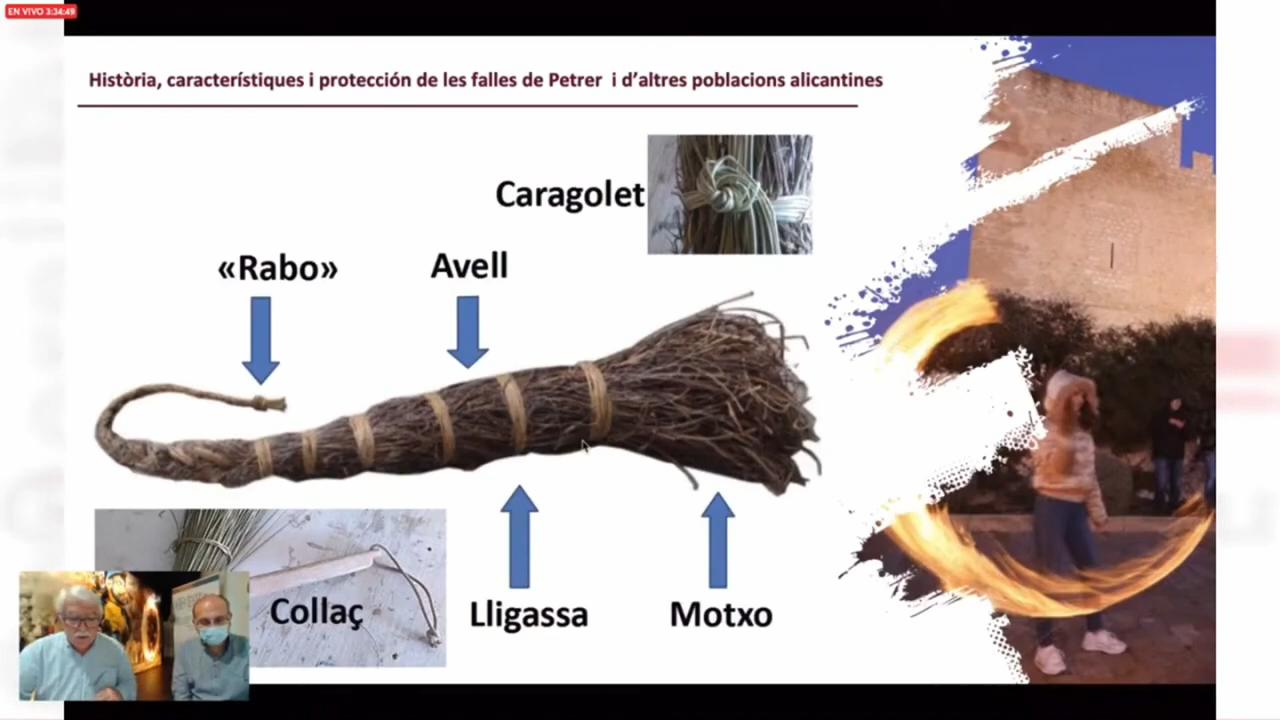 EN VIVO 3:34:49
Història, característiques i protección de les falles de Petrer i d'altres poblacions alicantines
Caragolet
«Rabo»
Avell
Collaç
Lligassa
Motxo